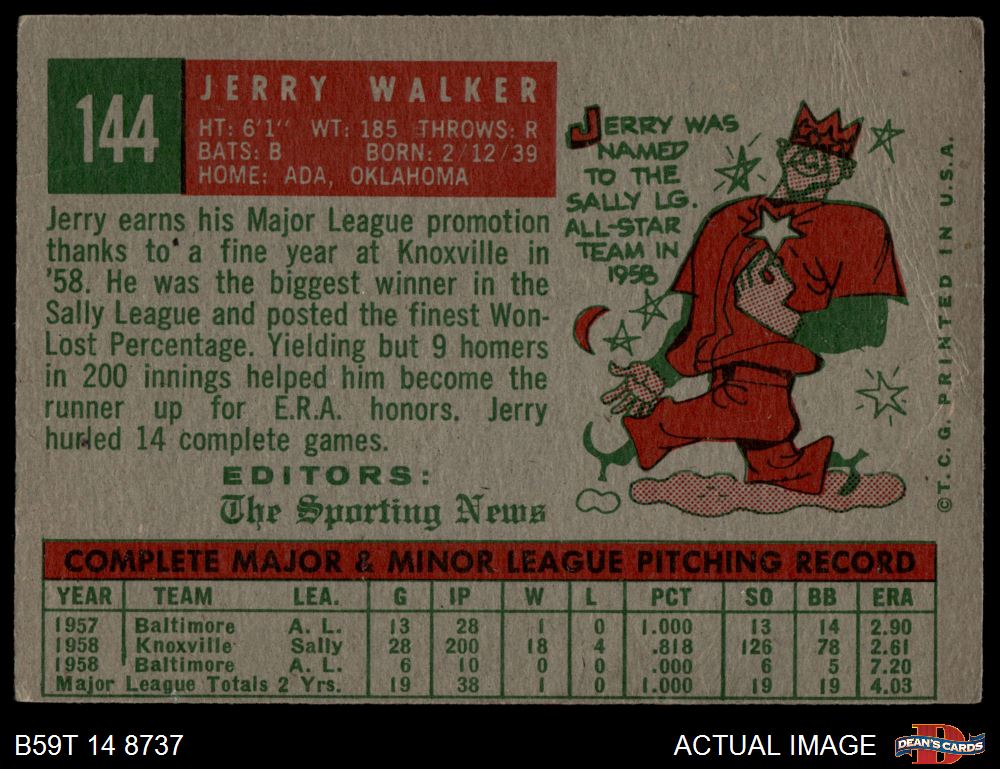 144
JERRY WALKER
HT: 6'1" WT: 185 THROWS: R
BATS: B BORN: 2/12/39
HOME: ADA, OKLAHOMA
Jerry earns his Major League promotion
thanks to a fine year at Knoxville in
'58. He was the biggest winner in the
Sally League and posted the finest Won-
Lost Percentage. Yielding but 9 homers
in 200 innings helped him become the
runner up for E.R.A. honors. Jerry
hurled 14 complete games.
EDITORS:
The Sporting News
JERRY WAS
NAMED
TO THE
SALLY LG.
ALL-STAR
TEAM IN
1958
©T.C.G. PRINTED IN U.S.A.
COMPLETE MAJOR & MINOR LEAGUE PITCHING RECORD
YEAR TEAM LEA. G IP W L PCT SO BB ERA
1957 Baltimore A. L. 13 28 1 0 1.000 13 14 2.90
1958 Knoxville Sally 28 200 18 4 .818 126 78 2.61
1958 Baltimore A. L. 6 10 0 0 .000 6 5 7.20
Major League Totals 2 Yrs. 19 38 1 0 1.000 19 19 4.03
B59T 14 8737
ACTUAL IMAGE
D
DEAN'S CARDS